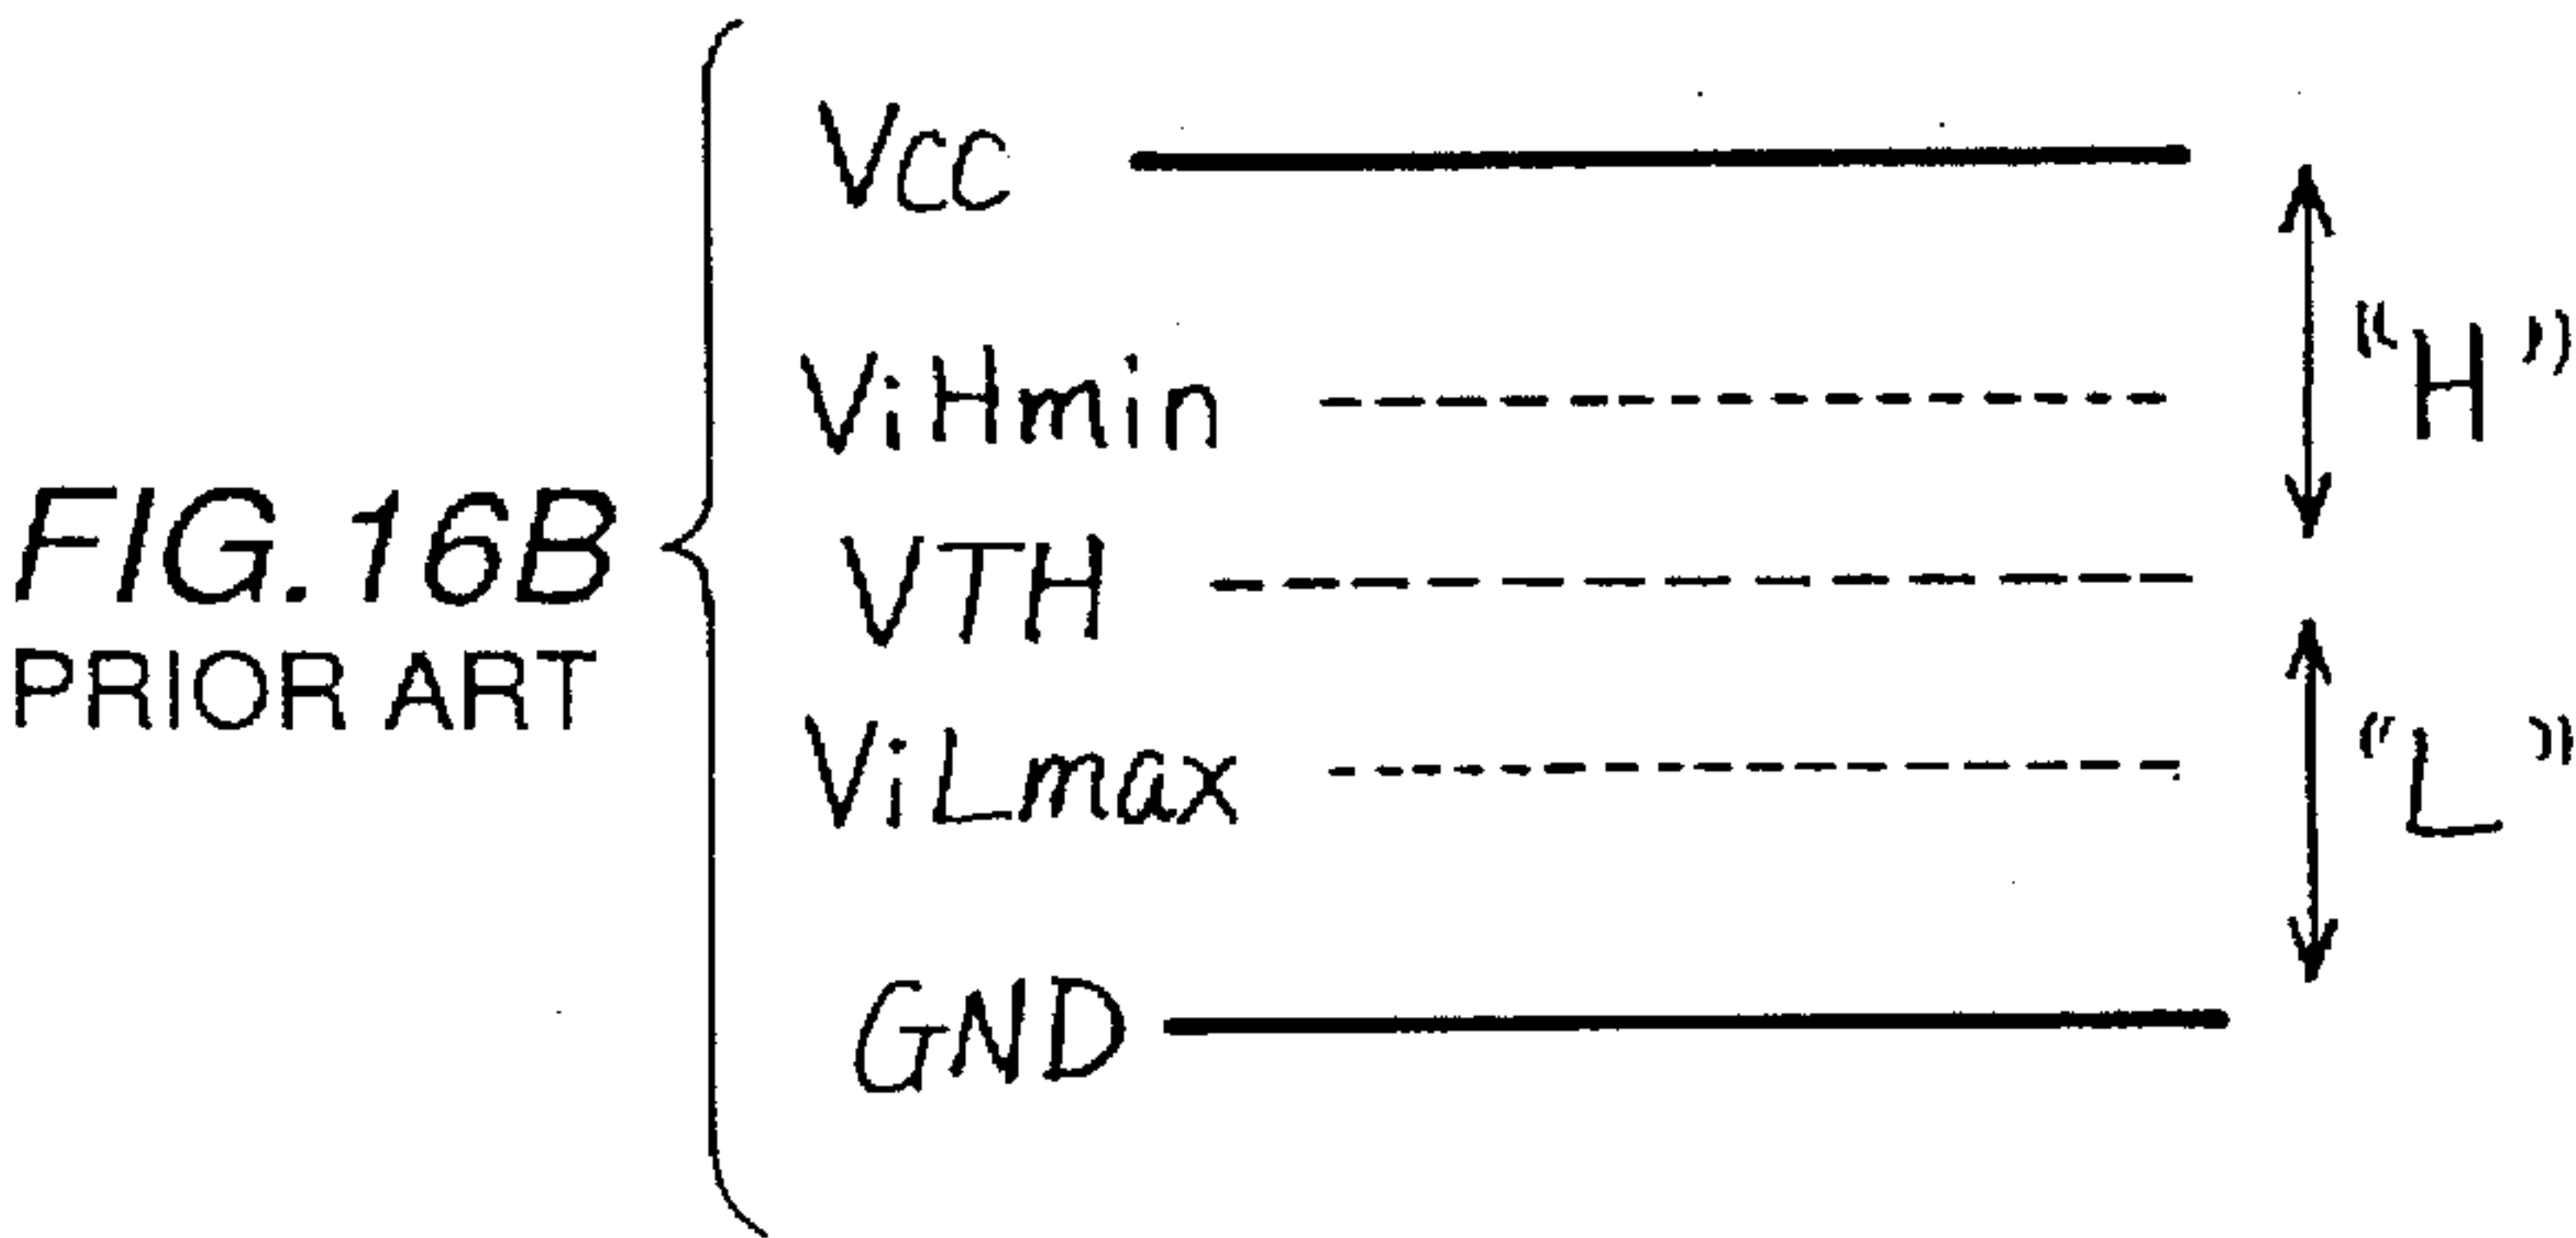 FIG.16B
PRIOR ART
Vcc
ViHmin
VTH
ViLmax
GND
"H"
"L"